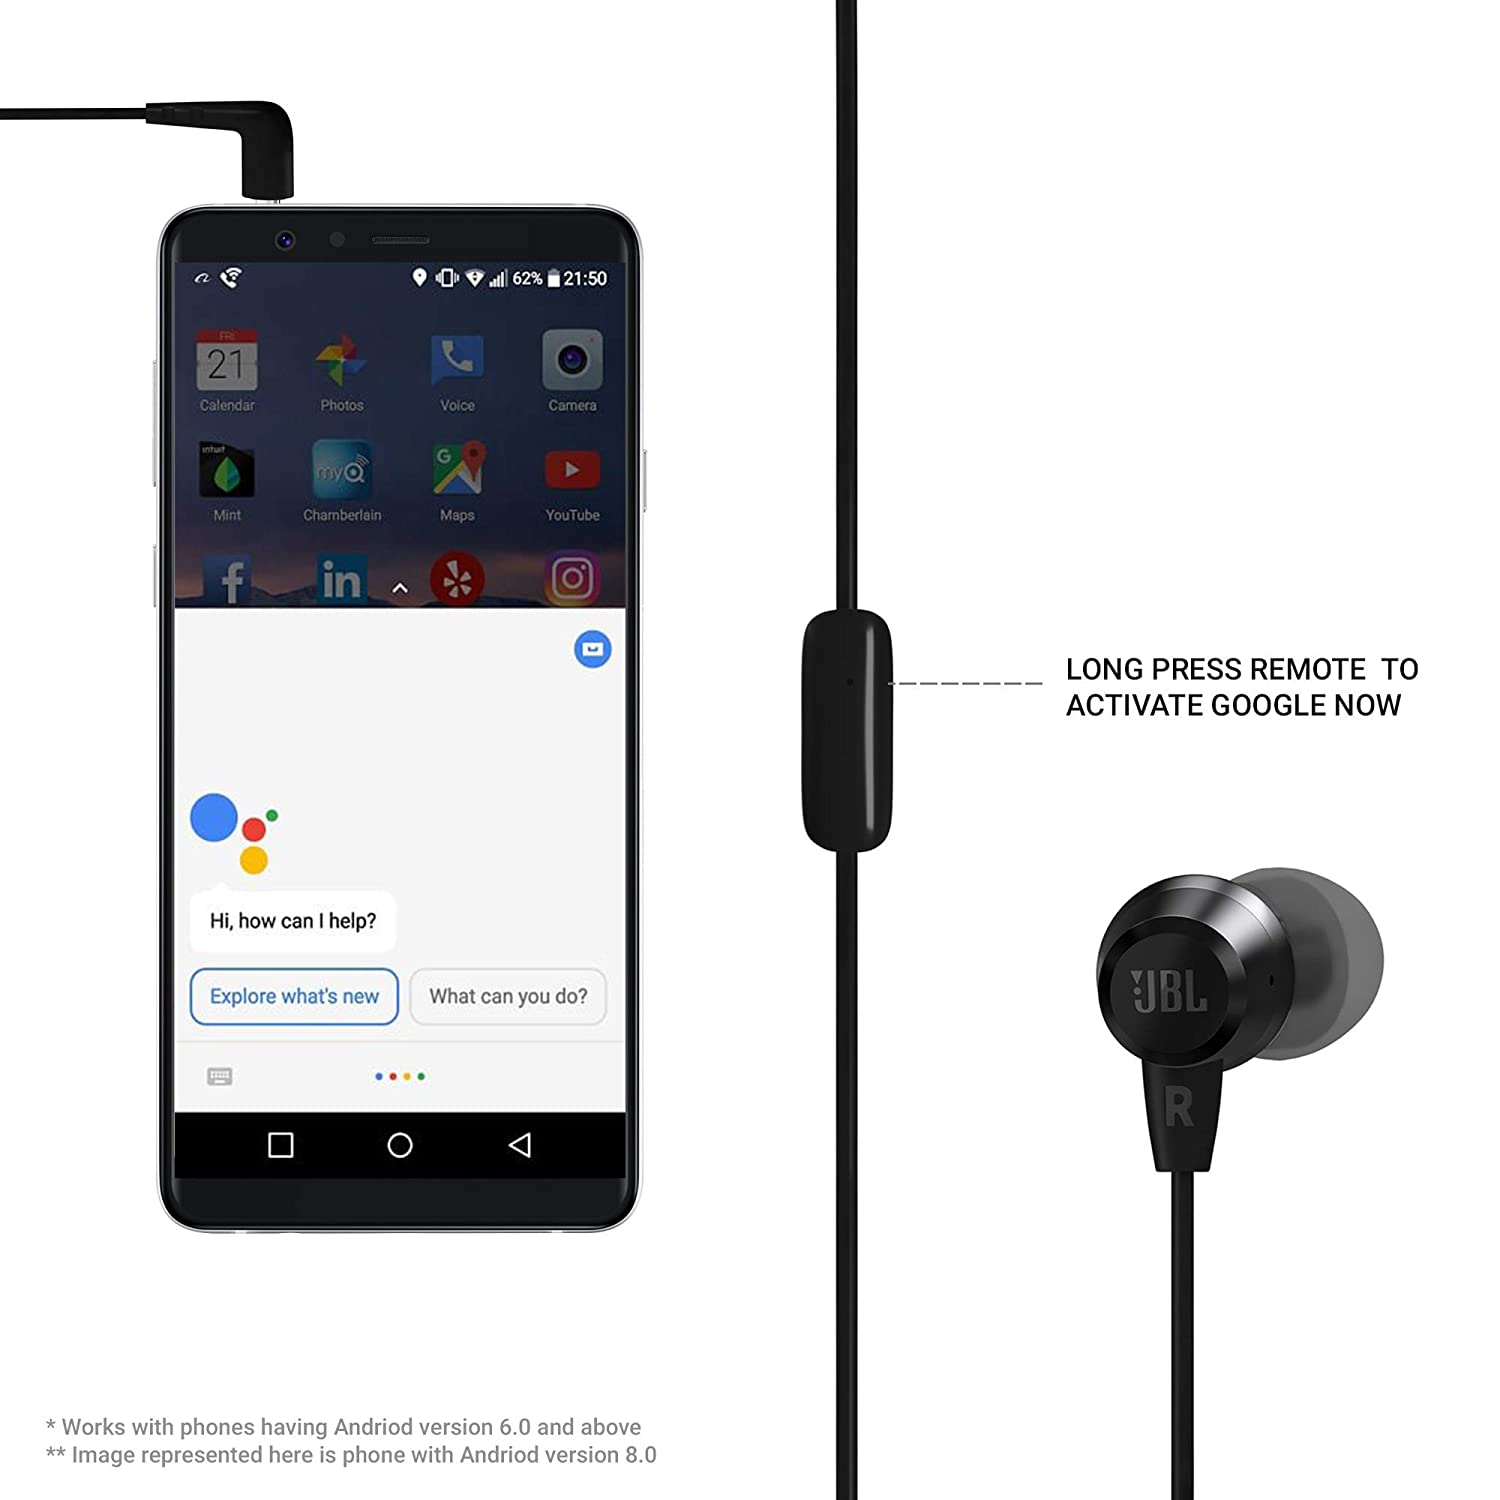 62% 21:50
FRI
21
Calendar
Photos
Voice
Camera
intuit
myQ
G
Mint
Chamberlain
Maps
YouTube
f
in
Hi, how can I help?
Explore what's new
What can you do?
LONG PRESS REMOTE TO
ACTIVATE GOOGLE NOW
JBL
R
* Works with phones having Andriod version 6.0 and above
** Image represented here is phone with Andriod version 8.0